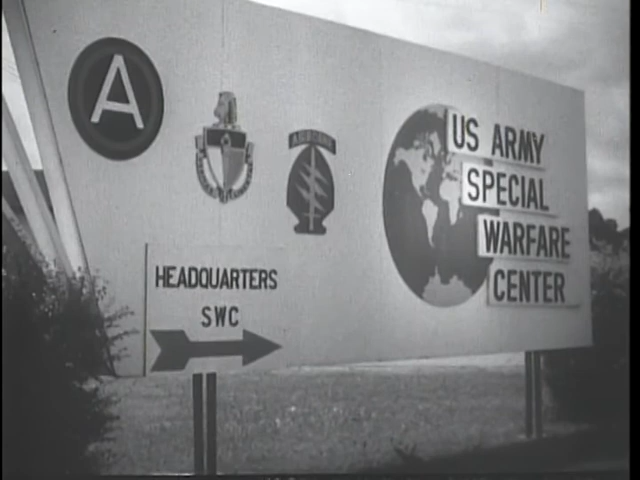 A
AIRBORNE
US ARMY
SPECIAL
WARFARE
CENTER
HEADQUARTERS
SWC